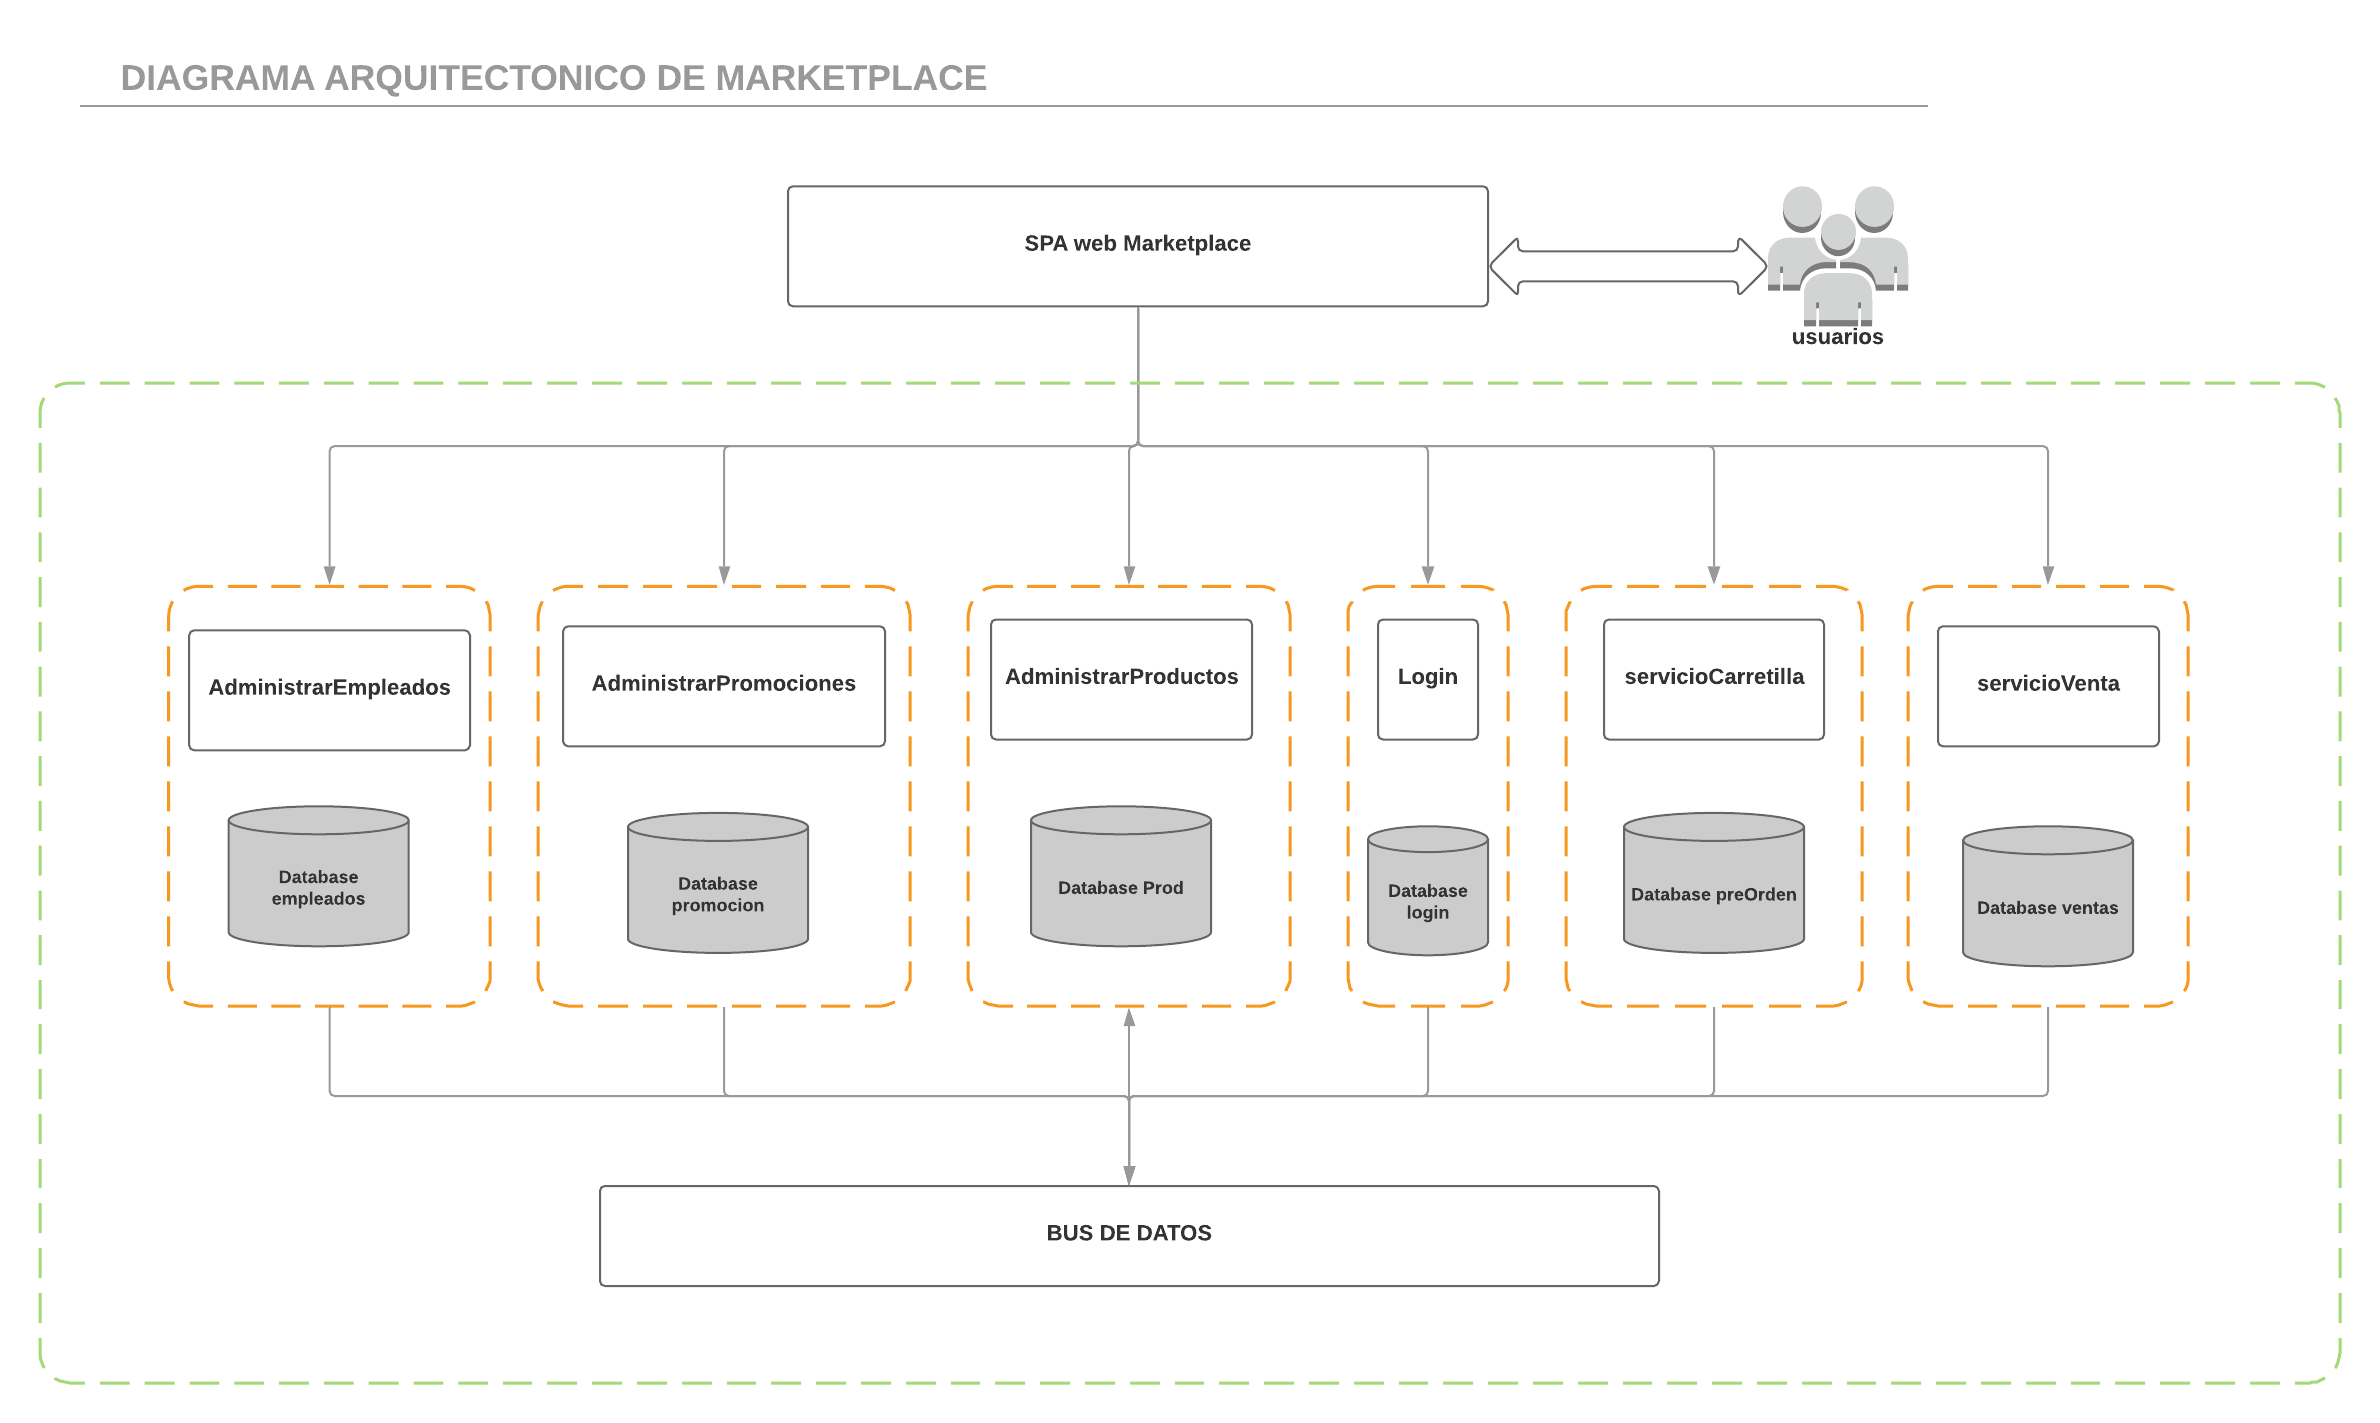 DIAGRAMA ARQUITECTONICO DE MARKETPLACE
SPA web Marketplace
usuarios
AdministrarEmpleados
AdministrarPromociones
AdministrarProductos
Login
servicioCarretilla
servicioVenta
Database
empleados
Database
promocion
Database Prod
Database
login
Database preOrden
Database ventas
BUS DE DATOS